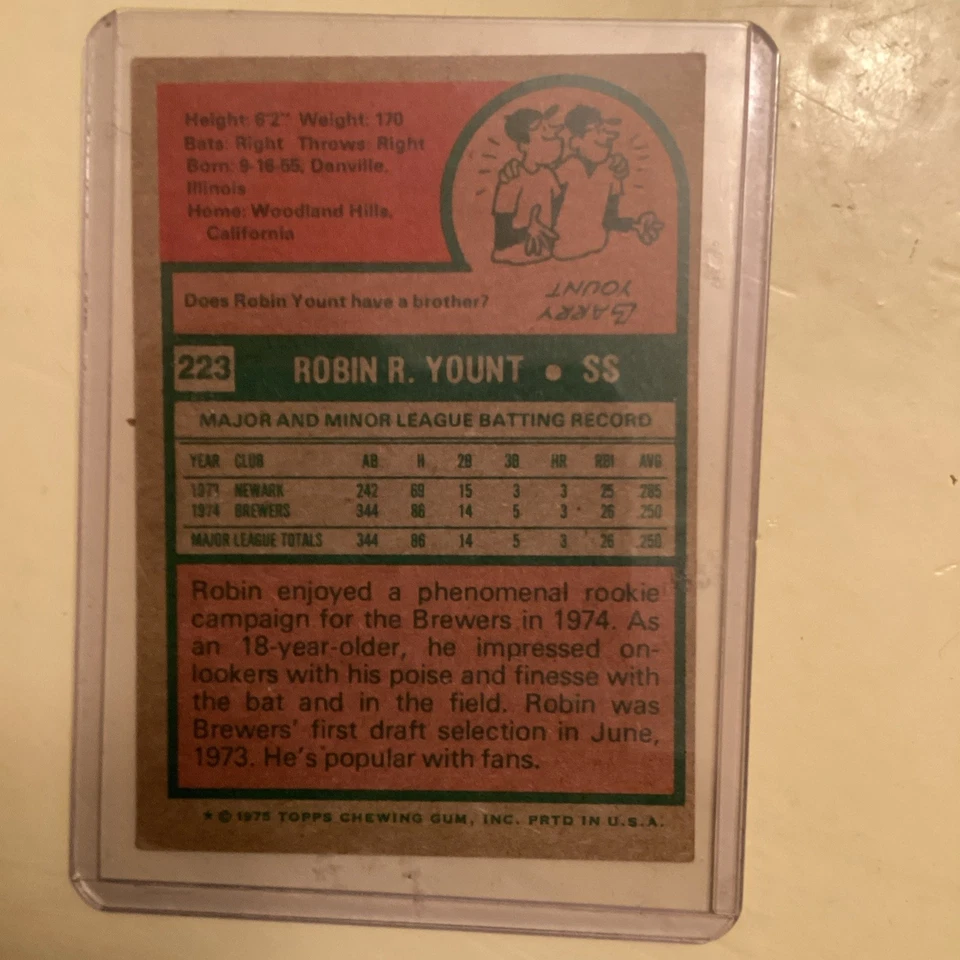 Height: 6'2" Weight: 170
Bats: Right Throws: Right
Born: 9-16-55, Danville,
Illinois
Home: Woodland Hills,
California
Does Robin Yount have a brother?
BARRY
YOUNT
223 ROBIN R. YOUNT • SS
MAJOR AND MINOR LEAGUE BATTING RECORD
YEAR CLUB AB H 2B 3B HR RBI AVG
1973 NEWARK 242 69 15 3 3 25 .285
1974 BREWERS 344 86 14 5 3 26 .250
MAJOR LEAGUE TOTALS 344 86 14 5 3 26 .250
Robin enjoyed a phenomenal rookie
campaign for the Brewers in 1974. As
an 18-year-older, he impressed on-
lookers with his poise and finesse with
the bat and in the field. Robin was
Brewers' first draft selection in June,
1973. He's popular with fans.
* © 1975 TOPPS CHEWING GUM, INC. PRTD IN U.S.A.